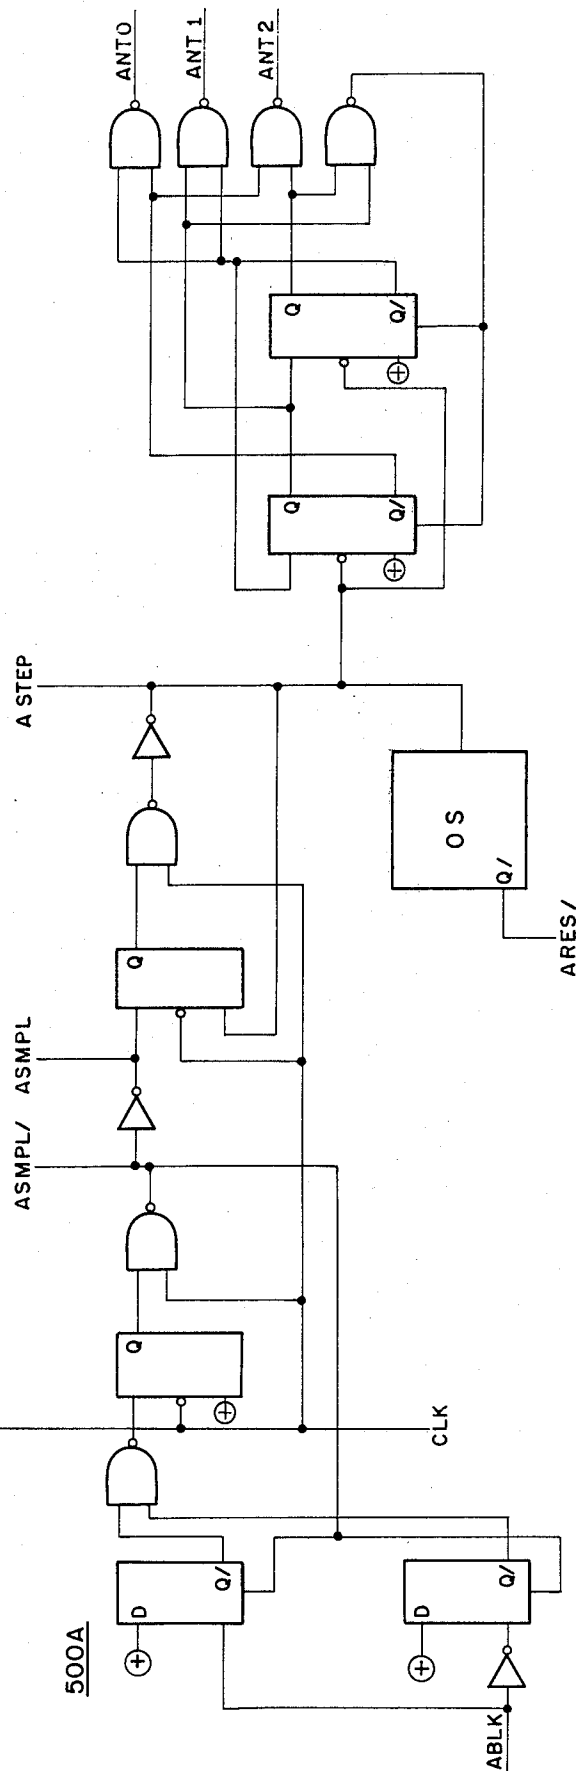 ANT0
ANT1
ANT2
Q
Q/
Q
Q/
A STEP
OS
Q/
ARES/
Q
ASMPL/ ASMPL
Q
CLK
D
Q/
D
Q/
500A
ABLK